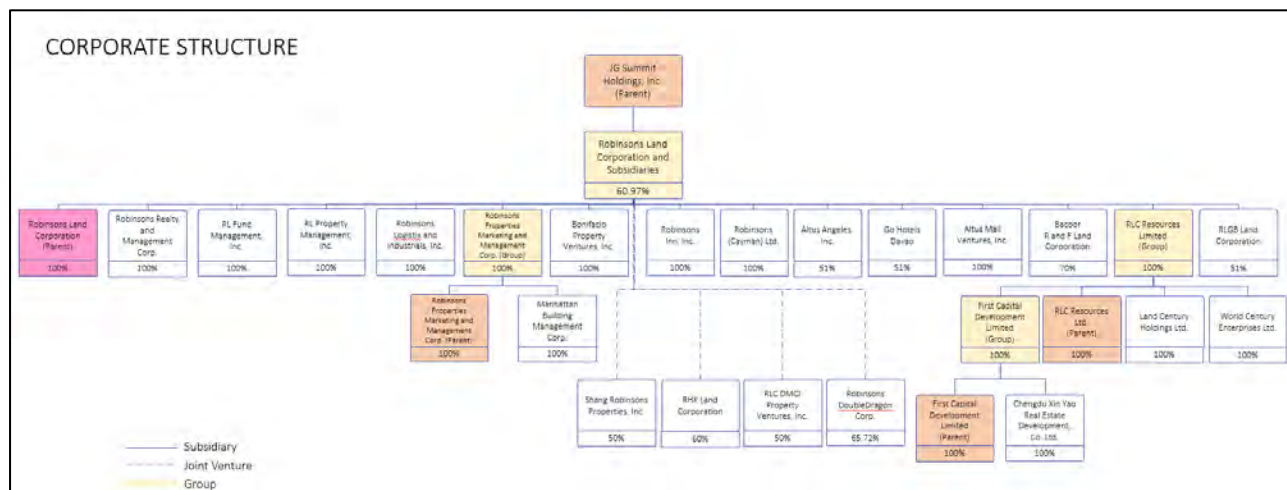 CORPORATE STRUCTURE
JG Summit
Holdings, Inc.
(Parent)
Robinsons Land
Corporation and
Subsidiaries
60.97%
Robinsons Land
Corporation
(Parent)
100%
Robinsons Realty
and
Management
Corp.
100%
RL Fund
Management,
Inc.
100%
RL Property
Management, Inc.
100%
Robinsons
Logistix and
Industrials, Inc.
100%
Robinsons
Properties
Marketing and
Management
Corp. (Group)
100%
Bonifacio
Property
Ventures, Inc.
100%
Robinsons
Inn, Inc.
100%
Robinsons
(Cayman) Ltd.
100%
Altus Angeles,
Inc.
51%
Go Hotels
Davao
51%
Altus Mall
Ventures, Inc.
100%
Bacoor
R and F Land
Corporation
70%
RLC Resources
Limited
(Group)
100%
RLGB Land
Corporation
51%
Robinsons
Properties
Marketing and
Management
Corp. (Parent)
100%
Manhattan
Building
Management
Corp.
100%
First Capital
Development
Limited
(Group)
100%
RLC Resources
Ltd.
(Parent)
100%
Land Century
Holdings Ltd.
100%
World Century
Enterprises Ltd.
100%
Shang Robinsons
Properties, Inc.
50%
RHK Land
Corporation
60%
RLC DMCI
Property
Ventures, Inc.
50%
Robinsons
DoubleDragon
Corp.
65.72%
First Capital
Development
Limited
(Parent)
100%
Chengdu Xin Yao
Real Estate
Development,
Co. Ltd.
100%
Subsidiary
Joint Venture
Group